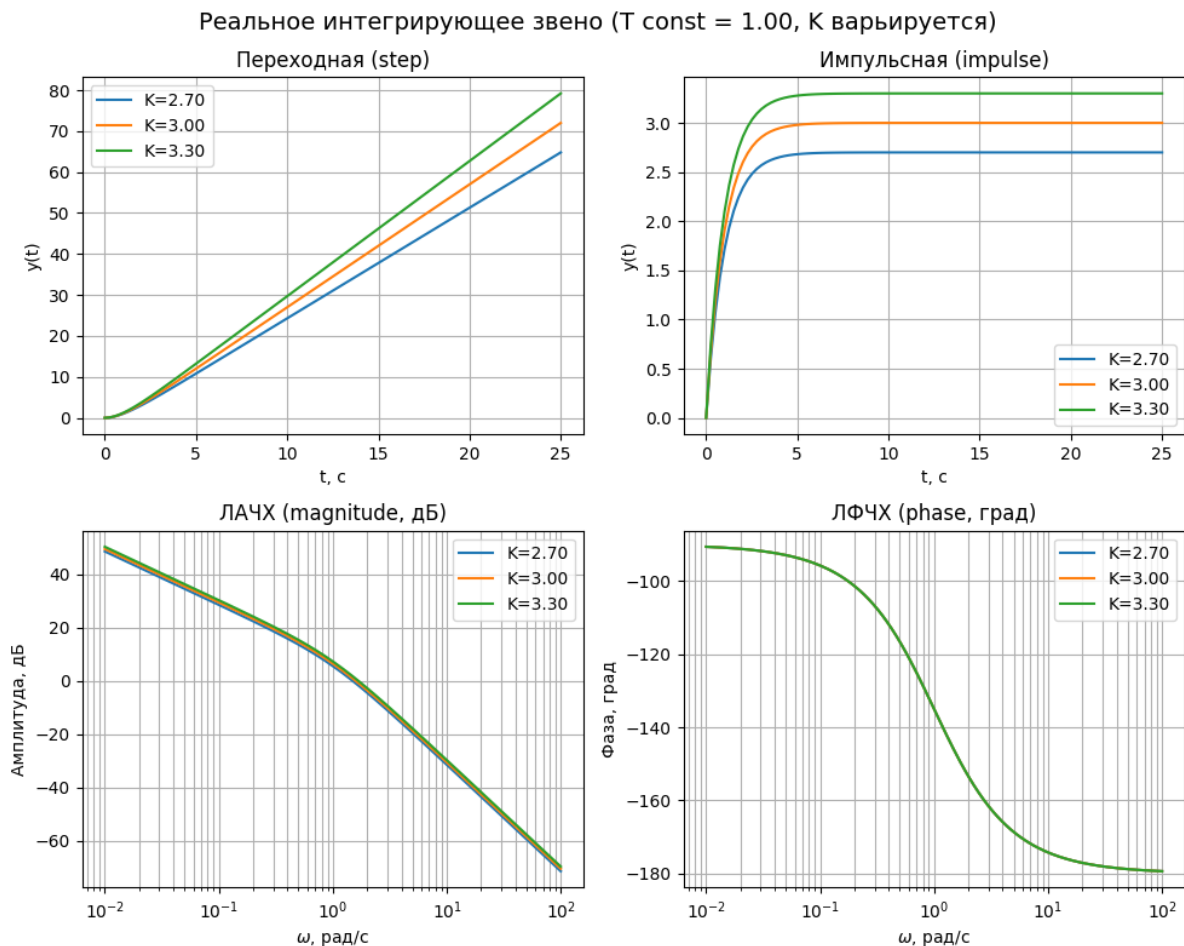 Реальное интегрирующее звено (T const = 1.00, K варьируется)
Переходная (step)
y(t)
80
70
60
50
40
30
20
10
0
K=2.70
K=3.00
K=3.30
0 5 10 15 20 25
t, с
Импульсная (impulse)
y(t)
3.0
2.5
2.0
1.5
1.0
0.5
0.0
K=2.70
K=3.00
K=3.30
0 5 10 15 20 25
t, с
ЛАЧХ (magnitude, дБ)
Амплитуда, дБ
40
20
0
−20
−40
−60
K=2.70
K=3.00
K=3.30
10⁻² 10⁻¹ 10⁰ 10¹ 10²
ω, рад/с
ЛФЧХ (phase, град)
Фаза, град
−100
−120
−140
−160
−180
K=2.70
K=3.00
K=3.30
10⁻² 10⁻¹ 10⁰ 10¹ 10²
ω, рад/с